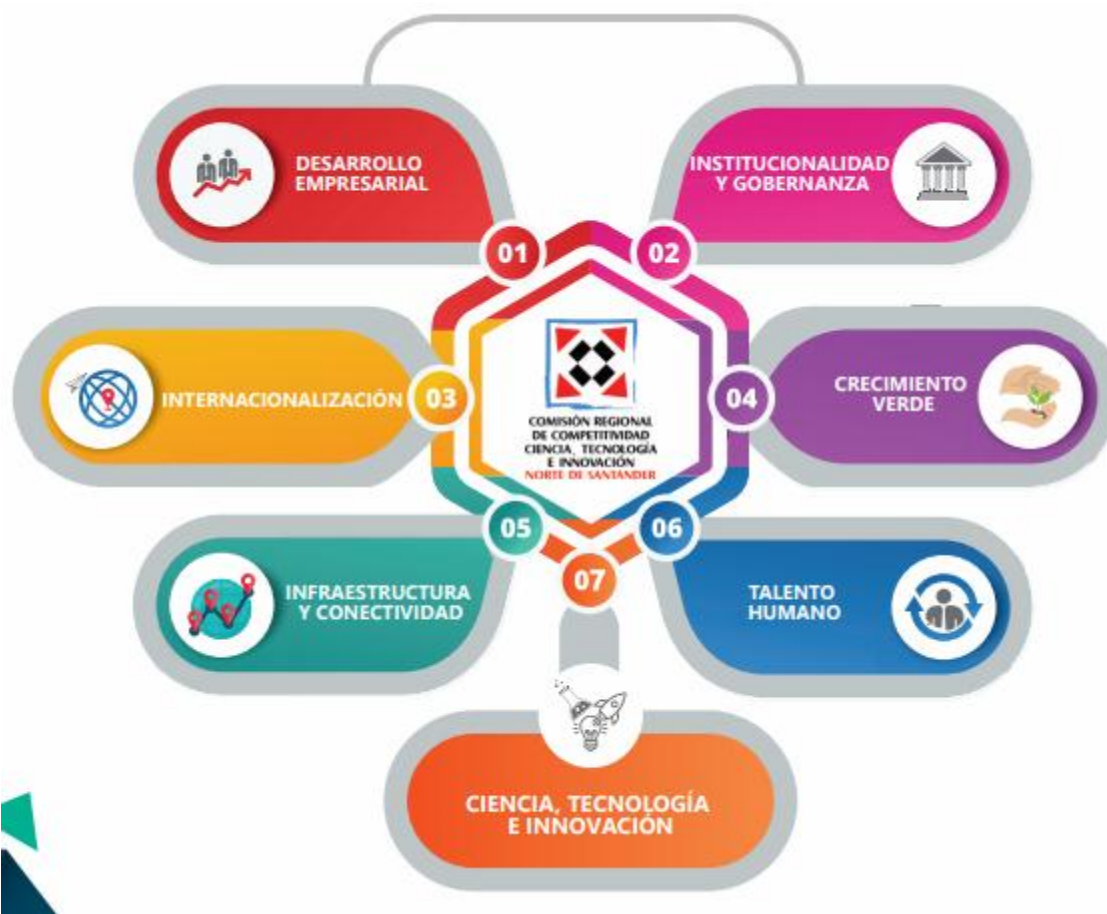 DESARROLLO
EMPRESARIAL
01
INSTITUCIONALIDAD
Y GOBERNANZA
02
INTERNACIONALIZACIÓN
03
CRECIMIENTO
VERDE
04
COMISIÓN REGIONAL
DE COMPETITIVIDAD
CIENCIA, TECNOLOGÍA
E INNOVACIÓN
NORTE DE SANTANDER
INFRAESTRUCTURA
Y CONECTIVIDAD
05
TALENTO
HUMANO
06
07
CIENCIA, TECNOLOGÍA
E INNOVACIÓN